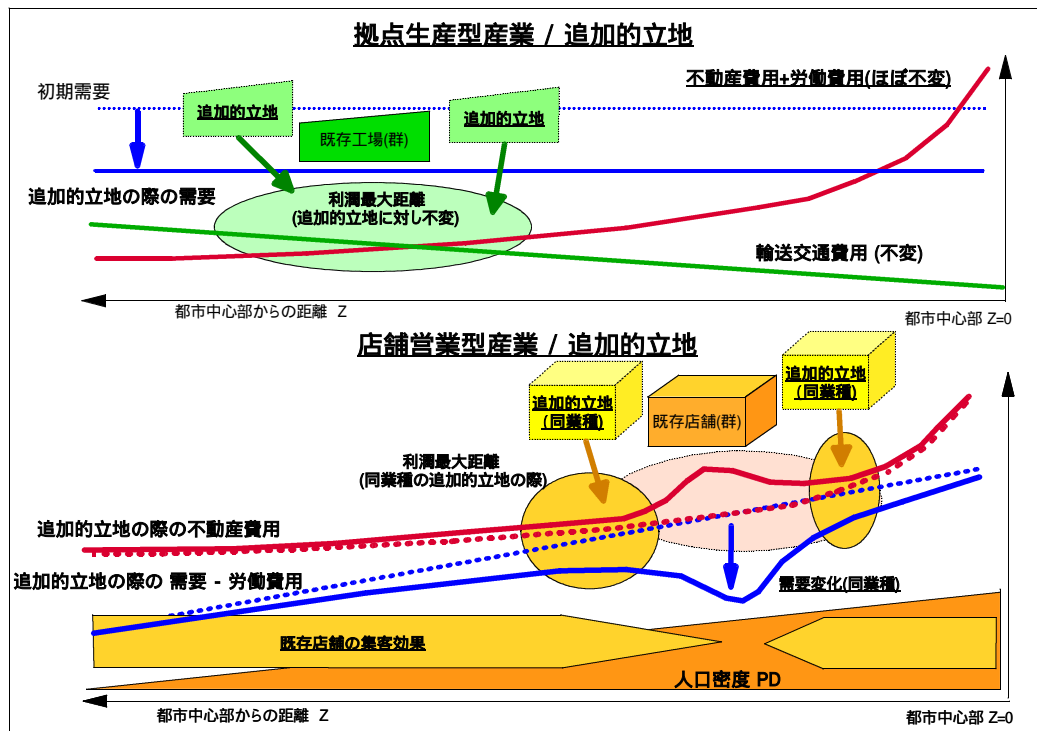 拠点生産型産業 / 追加的立地
不動産費用+労働費用(ほぼ不変)
初期需要
追加的立地
追加的立地
既存工場(群)
追加的立地の際の需要
利潤最大距離
(追加的立地に対し不変)
輸送交通費用 (不変)
都市中心部からの距離 Z
都市中心部 Z=0
店舗営業型産業 / 追加的立地
追加的立地
(同業種)
既存店舗(群)
追加的立地
(同業種)
利潤最大距離
(同業種の追加的立地の際)
追加的立地の際の不動産費用
追加的立地の際の 需要 - 労働費用
需要変化(同業種)
既存店舗の集客効果
人口密度 PD
都市中心部からの距離 Z
都市中心部 Z=0